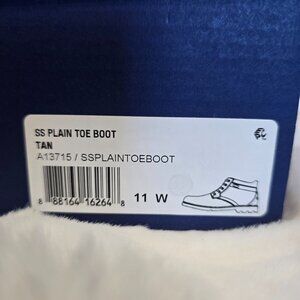 SS PLAIN TOE BOOT
TAN
A13715 / SSPLAINTOEBOOT
11 W
8 88164 16264 8